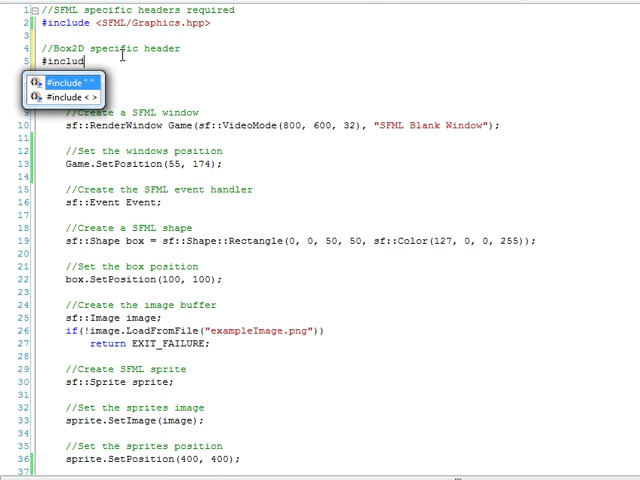 1 //SFML specific headers required
2 #include <SFML/Graphics.hpp>
3
4 //Box2D specific header
5 #includ
#include " "
#include < >
9 //Create a SFML window
10 sf::RenderWindow Game(sf::VideoMode(800, 600, 32), "SFML Blank Window");
11
12 //Set the windows position
13 Game.SetPosition(55, 174);
14
15 //Create the SFML event handler
16 sf::Event Event;
17
18 //Create a SFML shape
19 sf::Shape box = sf::Shape::Rectangle(0, 0, 50, 50, sf::Color(127, 0, 0, 255));
20
21 //Set the box position
22 box.SetPosition(100, 100);
23
24 //Create the image buffer
25 sf::Image image;
26 if(!image.LoadFromFile("exampleImage.png"))
27 return EXIT_FAILURE;
28
29 //Create SFML sprite
30 sf::Sprite sprite;
31
32 //Set the sprites image
33 sprite.SetImage(image);
34
35 //Set the sprites position
36 sprite.SetPosition(400, 400);
37